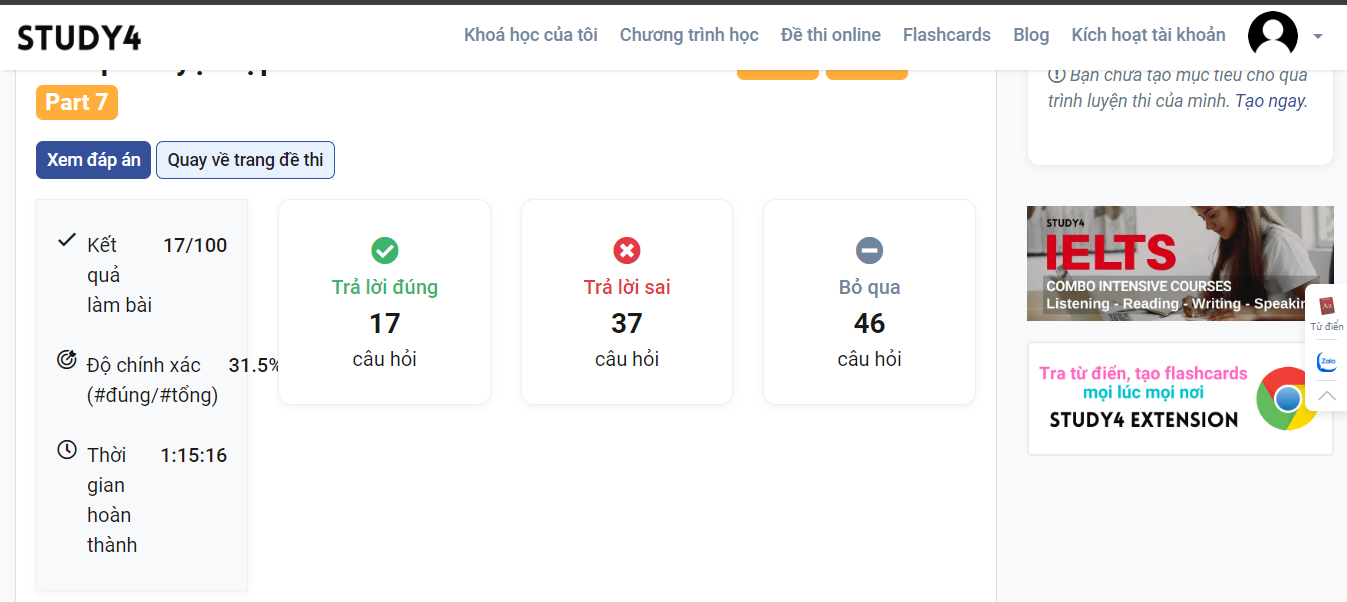 STUDY4
Khoá học của tôi
Chương trình học
Đề thi online
Flashcards
Blog
Kích hoạt tài khoản
Part 7
Xem đáp án
Quay về trang đề thi
Kết quả làm bài 17/100
Độ chính xác (#đúng/#tổng) 31.5%
Thời gian hoàn thành 1:15:16
Trả lời đúng
17
câu hỏi
Trả lời sai
37
câu hỏi
Bỏ qua
46
câu hỏi
Bạn chưa tạo mục tiêu cho quá
trình luyện thi của mình. Tạo ngay.
STUDY4
IELTS
COMBO INTENSIVE COURSES
Listening - Reading - Writing - Speakin
Từ điển
Zalo
Tra từ điển, tạo flashcards
mọi lúc mọi nơi
STUDY4 EXTENSION